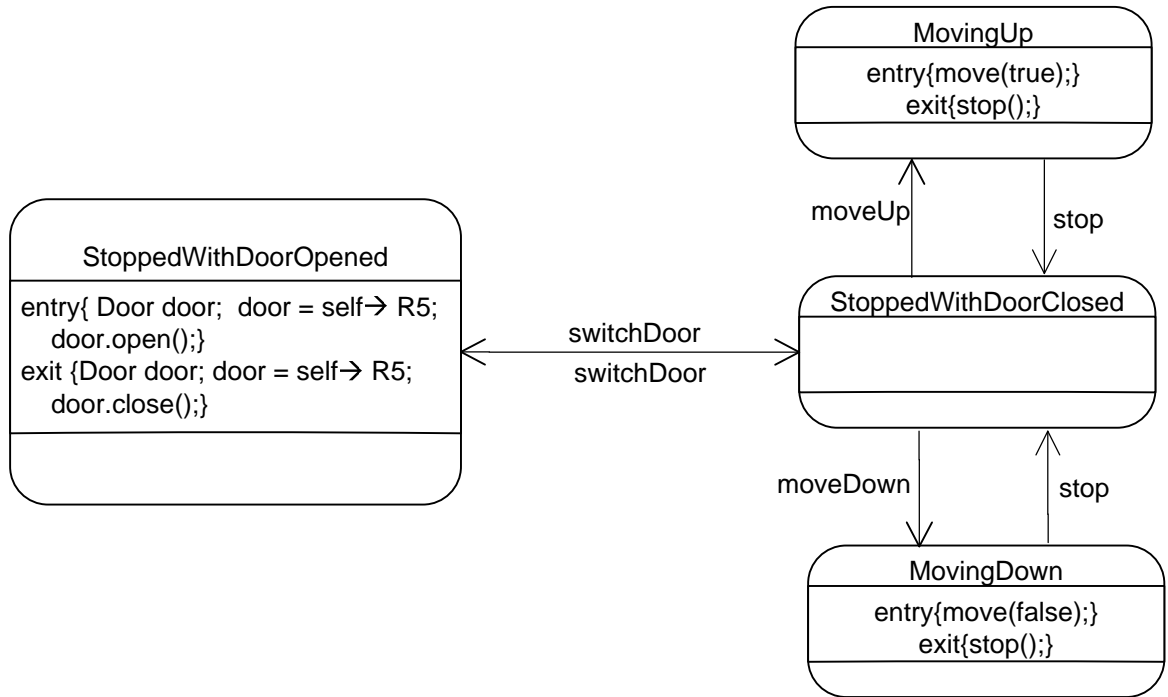 MovingUp
entry{move(true);}
exit{stop();}
moveUp
stop
StoppedWithDoorOpened
entry{ Door door;  door = self→ R5;
door.open();}
exit {Door door; door = self→ R5;
door.close();}
switchDoor
switchDoor
StoppedWithDoorClosed
moveDown
stop
MovingDown
entry{move(false);}
exit{stop();}